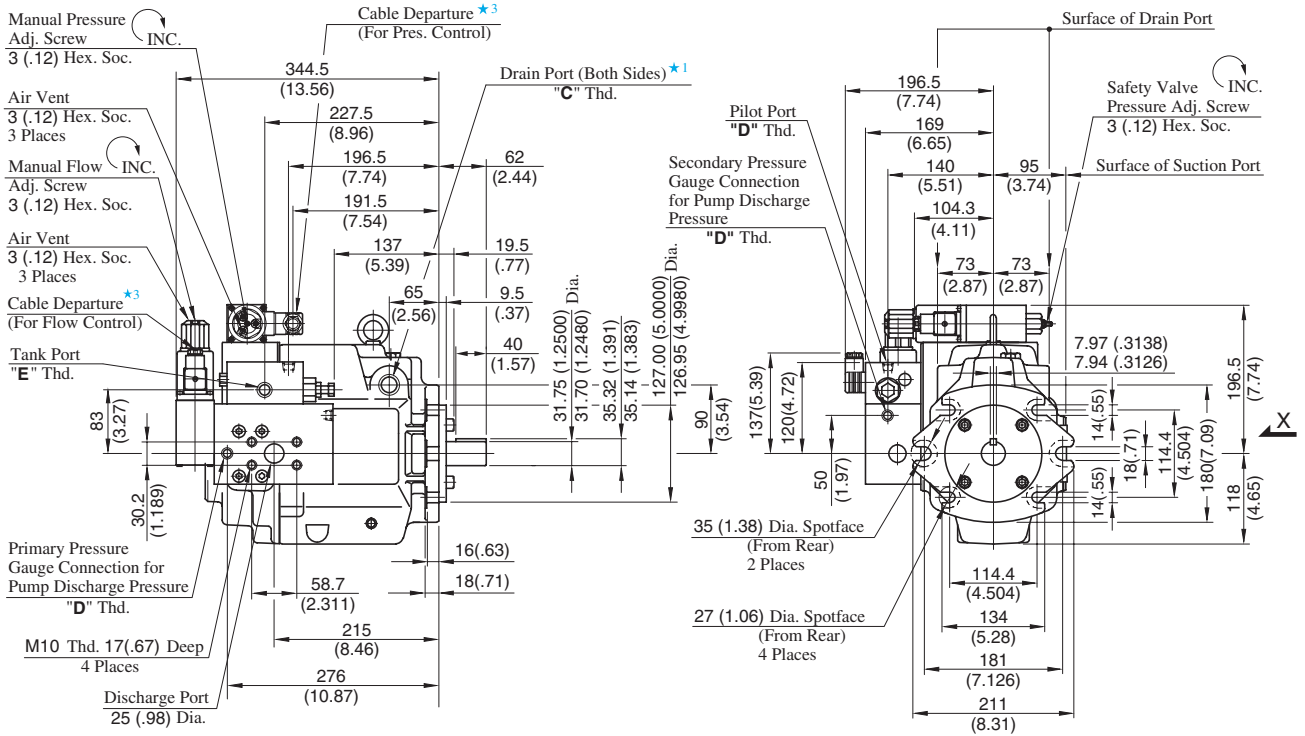 Manual Pressure
Adj. Screw
3 (.12) Hex. Soc.
INC.
Air Vent
3 (.12) Hex. Soc.
3 Places
Manual Flow
Adj. Screw
3 (.12) Hex. Soc.
INC.
Air Vent
3 (.12) Hex. Soc.
3 Places
Cable Departure ★3
(For Flow Control)
Tank Port
"E" Thd.
83
(3.27)
30.2
(1.189)
Primary Pressure
Gauge Connection for
Pump Discharge Pressure
"D" Thd.
M10 Thd. 17(.67) Deep
4 Places
Discharge Port
25 (.98) Dia.
Cable Departure ★3
(For Pres. Control)
Drain Port (Both Sides) ★1
"C" Thd.
344.5
(13.56)
227.5
(8.96)
196.5
(7.74)
62
(2.44)
191.5
(7.54)
137
(5.39)
19.5
(.77)
65
(2.56)
9.5
(.37)
40
(1.57)
31.75 (1.2500) Dia.
31.70 (1.2480)
35.32 (1.391)
35.14 (1.383)
127.00 (5.0000) Dia.
126.95 (4.9980)
90
(3.54)
16(.63)
18(.71)
58.7
(2.311)
215
(8.46)
276
(10.87)
Surface of Drain Port
196.5
(7.74)
169
(6.65)
140
(5.51)
95
(3.74)
104.3
(4.11)
73
(2.87)
73
(2.87)
Safety Valve
Pressure Adj. Screw
3 (.12) Hex. Soc.
INC.
Surface of Suction Port
Pilot Port
"D" Thd.
Secondary Pressure
Gauge Connection
for Pump Discharge
Pressure
"D" Thd.
137(5.39)
120(4.72)
50
(1.97)
7.97 (.3138)
7.94 (.3126)
196.5
(7.74)
14(.55)
18(.71)
14(.55)
114.4
(4.504)
180(7.09)
118
(4.65)
X
35 (1.38) Dia. Spotface
(From Rear)
2 Places
27 (1.06) Dia. Spotface
(From Rear)
4 Places
114.4
(4.504)
134
(5.28)
181
(7.126)
211
(8.31)